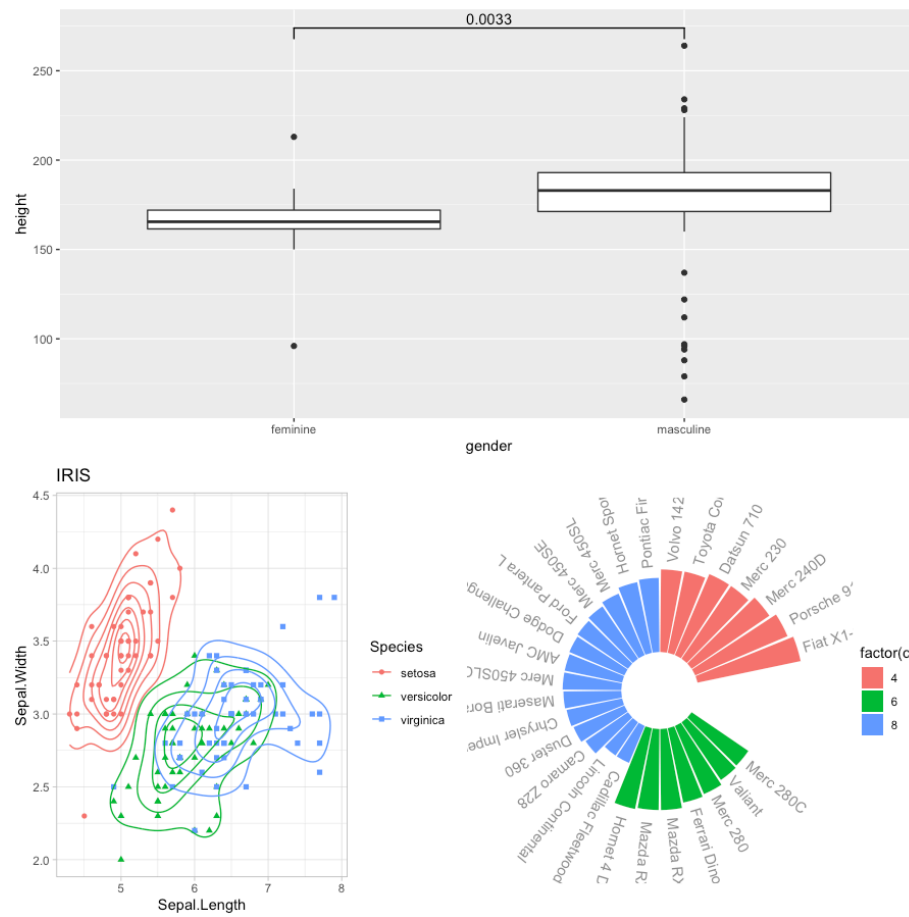 0.0033
250
200
150
100
height
feminine
masculine
gender
IRIS
4.5
4.0
3.5
3.0
2.5
2.0
Sepal.Width
5
6
7
8
Sepal.Length
Species
setosa
versicolor
virginica
Volvo 142
Toyota Co
Datsun 710
Merc 230
Merc 240D
Porsche 9
Fiat X1-
Merc 280C
Valiant
Merc 280
Ferrari Dino
Mazda RX
Mazda R
Hornet 4 D
Cadillac Fleetwood
Lincoln Continental
Camaro Z28
Duster 360
Chrysler Impe
Maserati Bor
Merc 450SLC
AMC Javelin
Dodge Challeng
Ford Pantera L
Merc 450SE
Merc 450SL
Hornet Spor
Pontiac Fir
factor(c
4
6
8